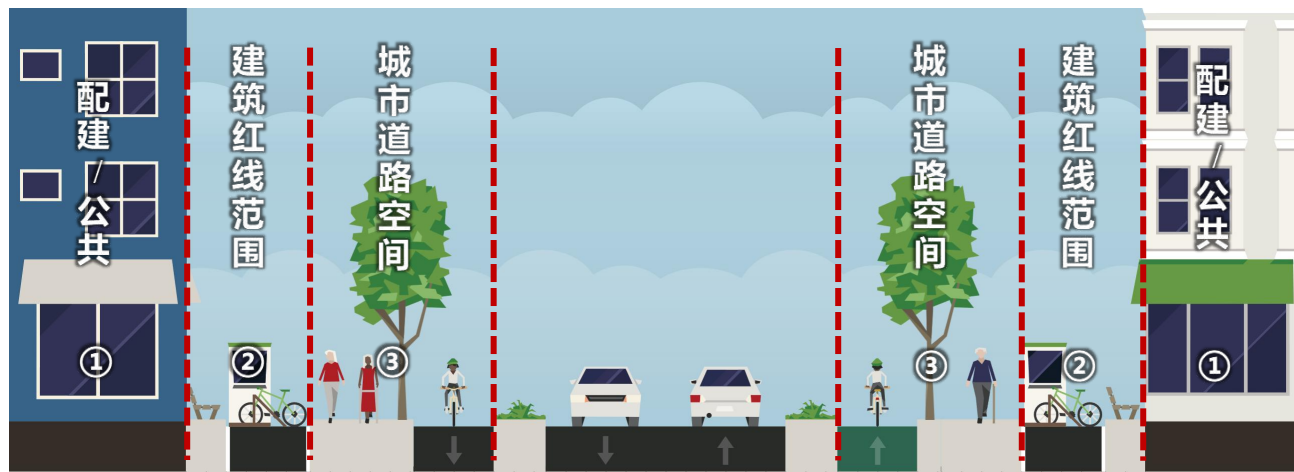 配建/公共
建筑红线范围
城市道路空间
城市道路空间
建筑红线范围
配建/公共
①
②
③
③
②
①